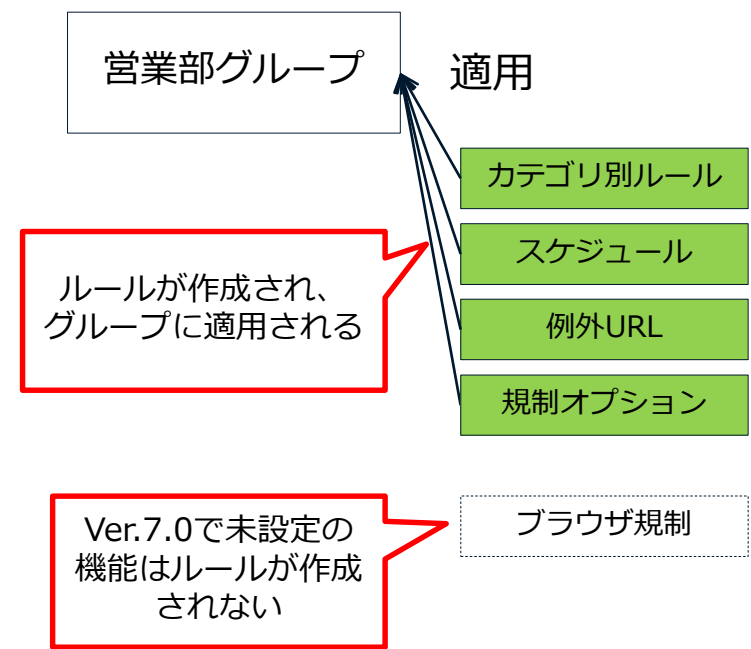 営業部グループ
適用
カテゴリ別ルール
スケジュール
ルールが作成され、
グループに適用される
例外URL
規制オプション
Ver.7.0で未設定の
機能はルールが作成
されない
ブラウザ規制